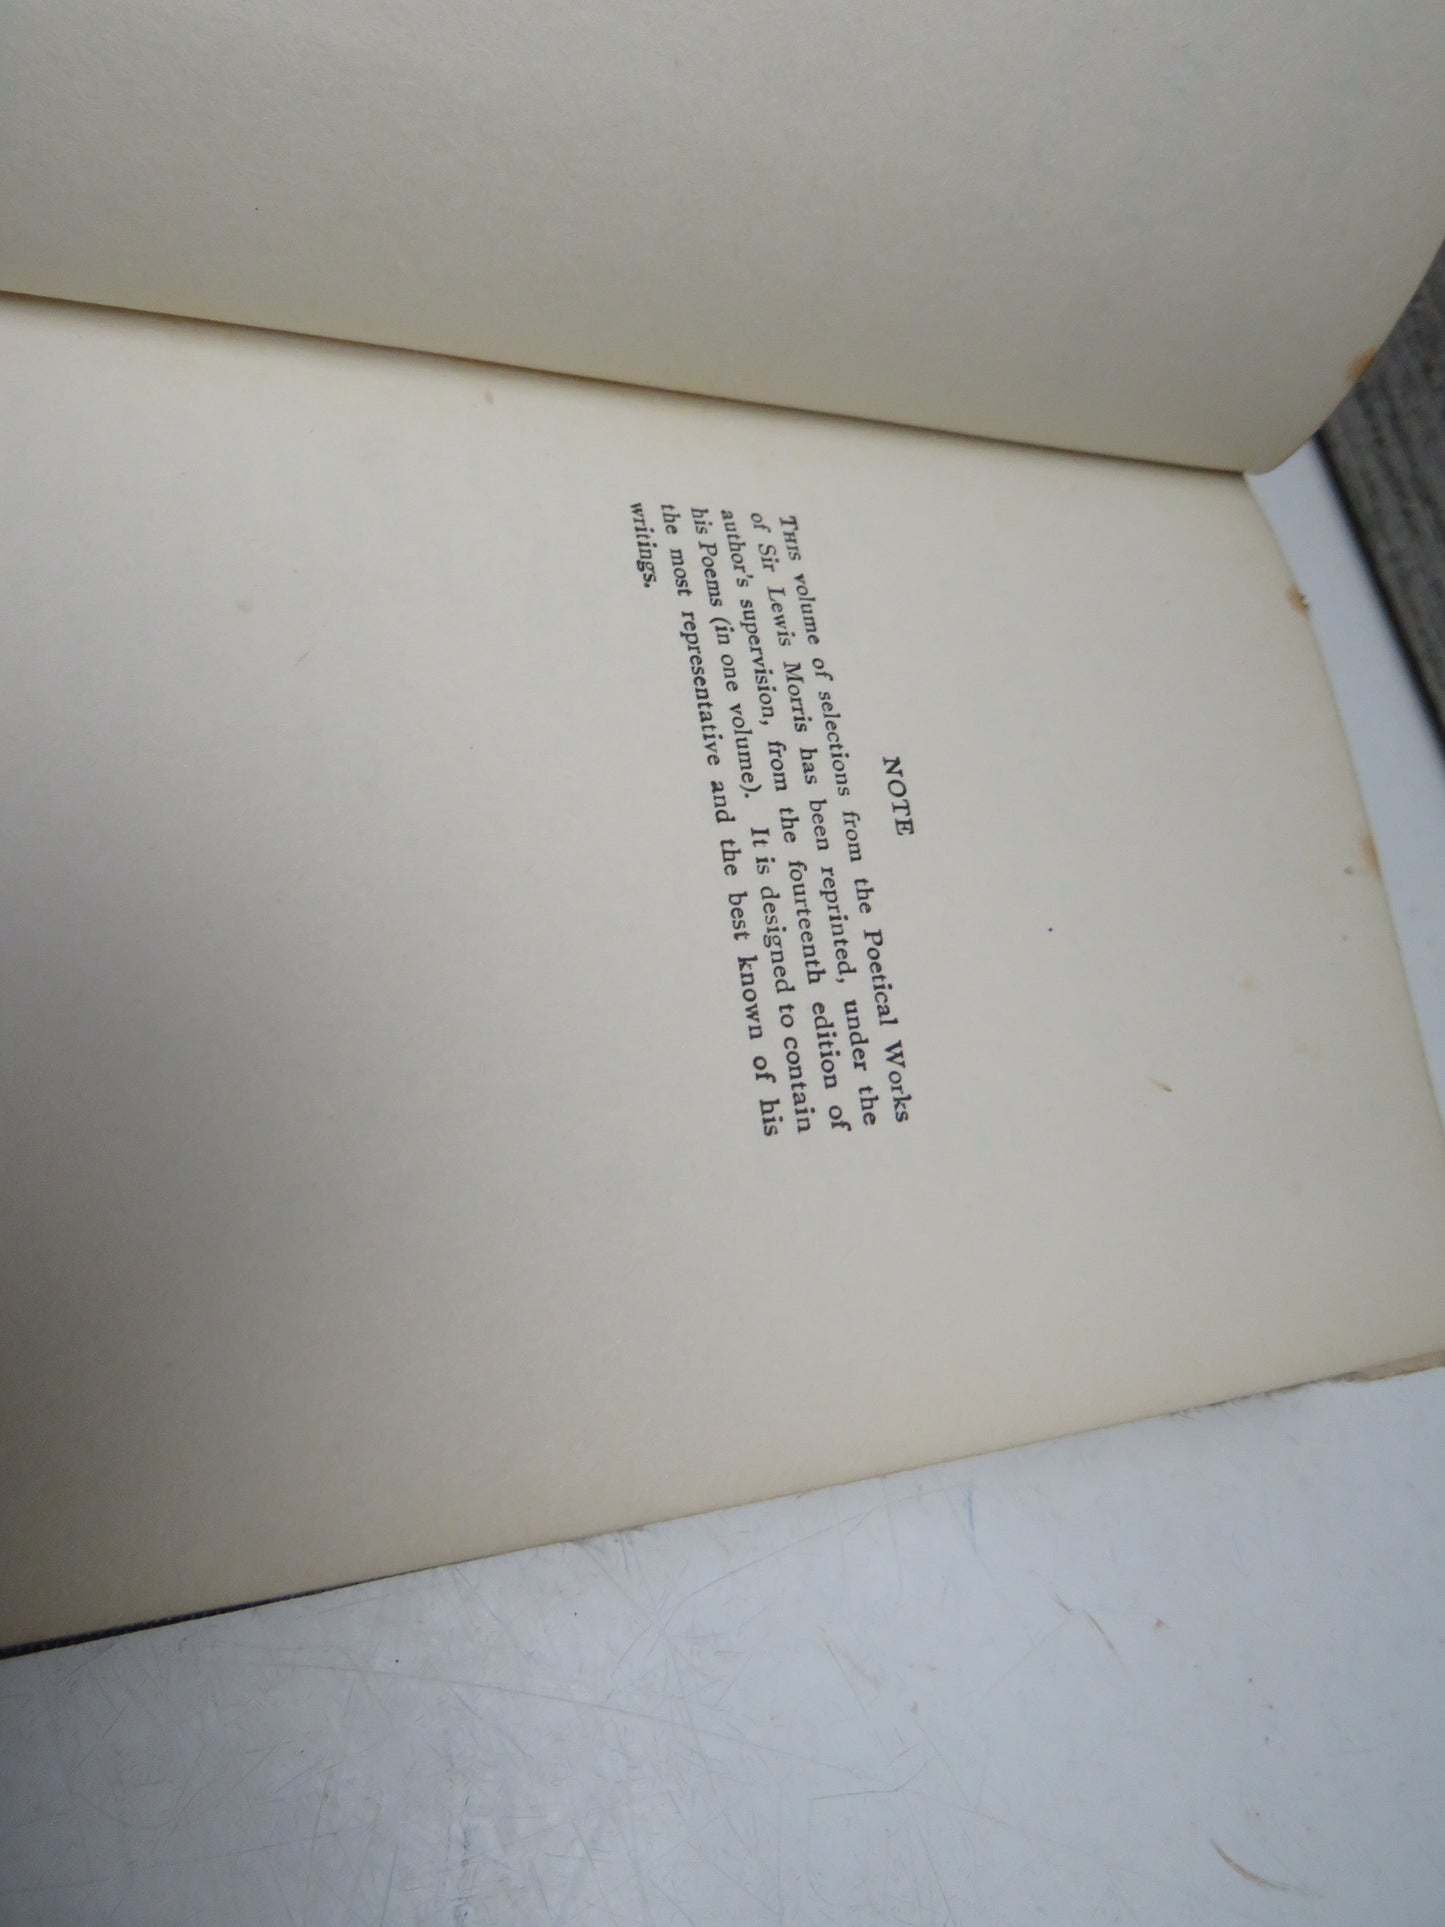 NOTE
THIS volume of selections from the Poetical Works
of Sir Lewis Morris has been reprinted, under the
author's supervision, from the fourteenth edition of
his Poems (in one volume). It is designed to contain
the most representative and the best known of his
writings.